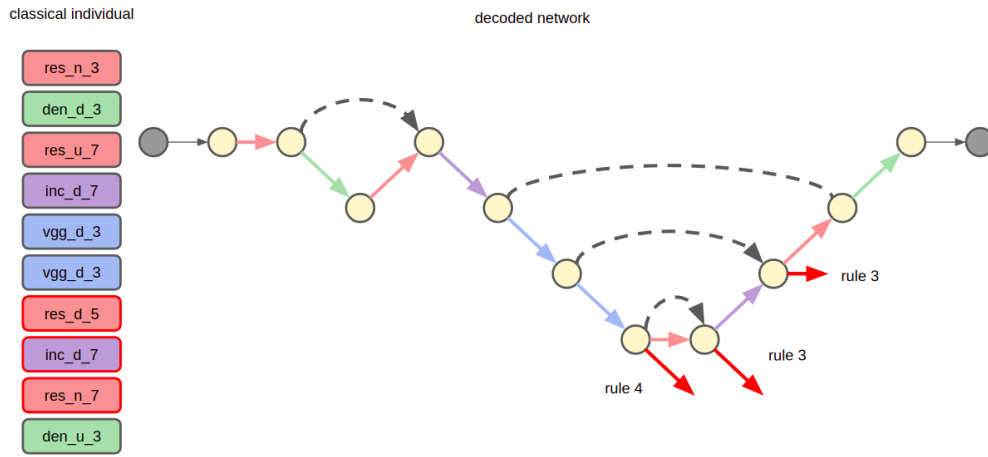 classical individual
decoded network
res_n_3
den_d_3
res_u_7
inc_d_7
vgg_d_3
vgg_d_3
res_d_5
inc_d_7
res_n_7
den_u_3
rule 3
rule 3
rule 4